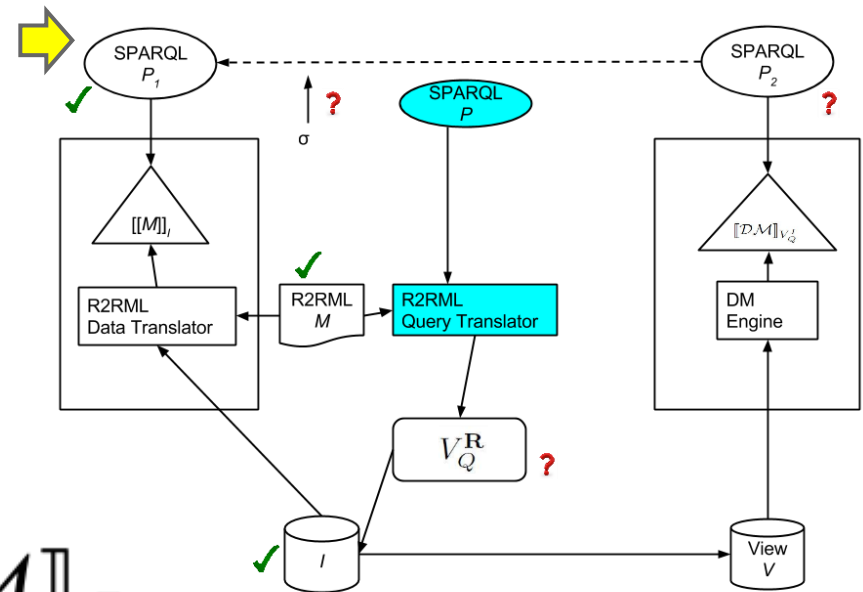 SPARQL
P₁
SPARQL
P₂
?
?
SPARQL
P
σ
[[M]]ᵢ
⟦𝒟ℳ⟧_{V_Q^I}
R2RML
Data Translator
R2RML
M
R2RML
Query Translator
DM
Engine
V_Q^R
?
I
View
V